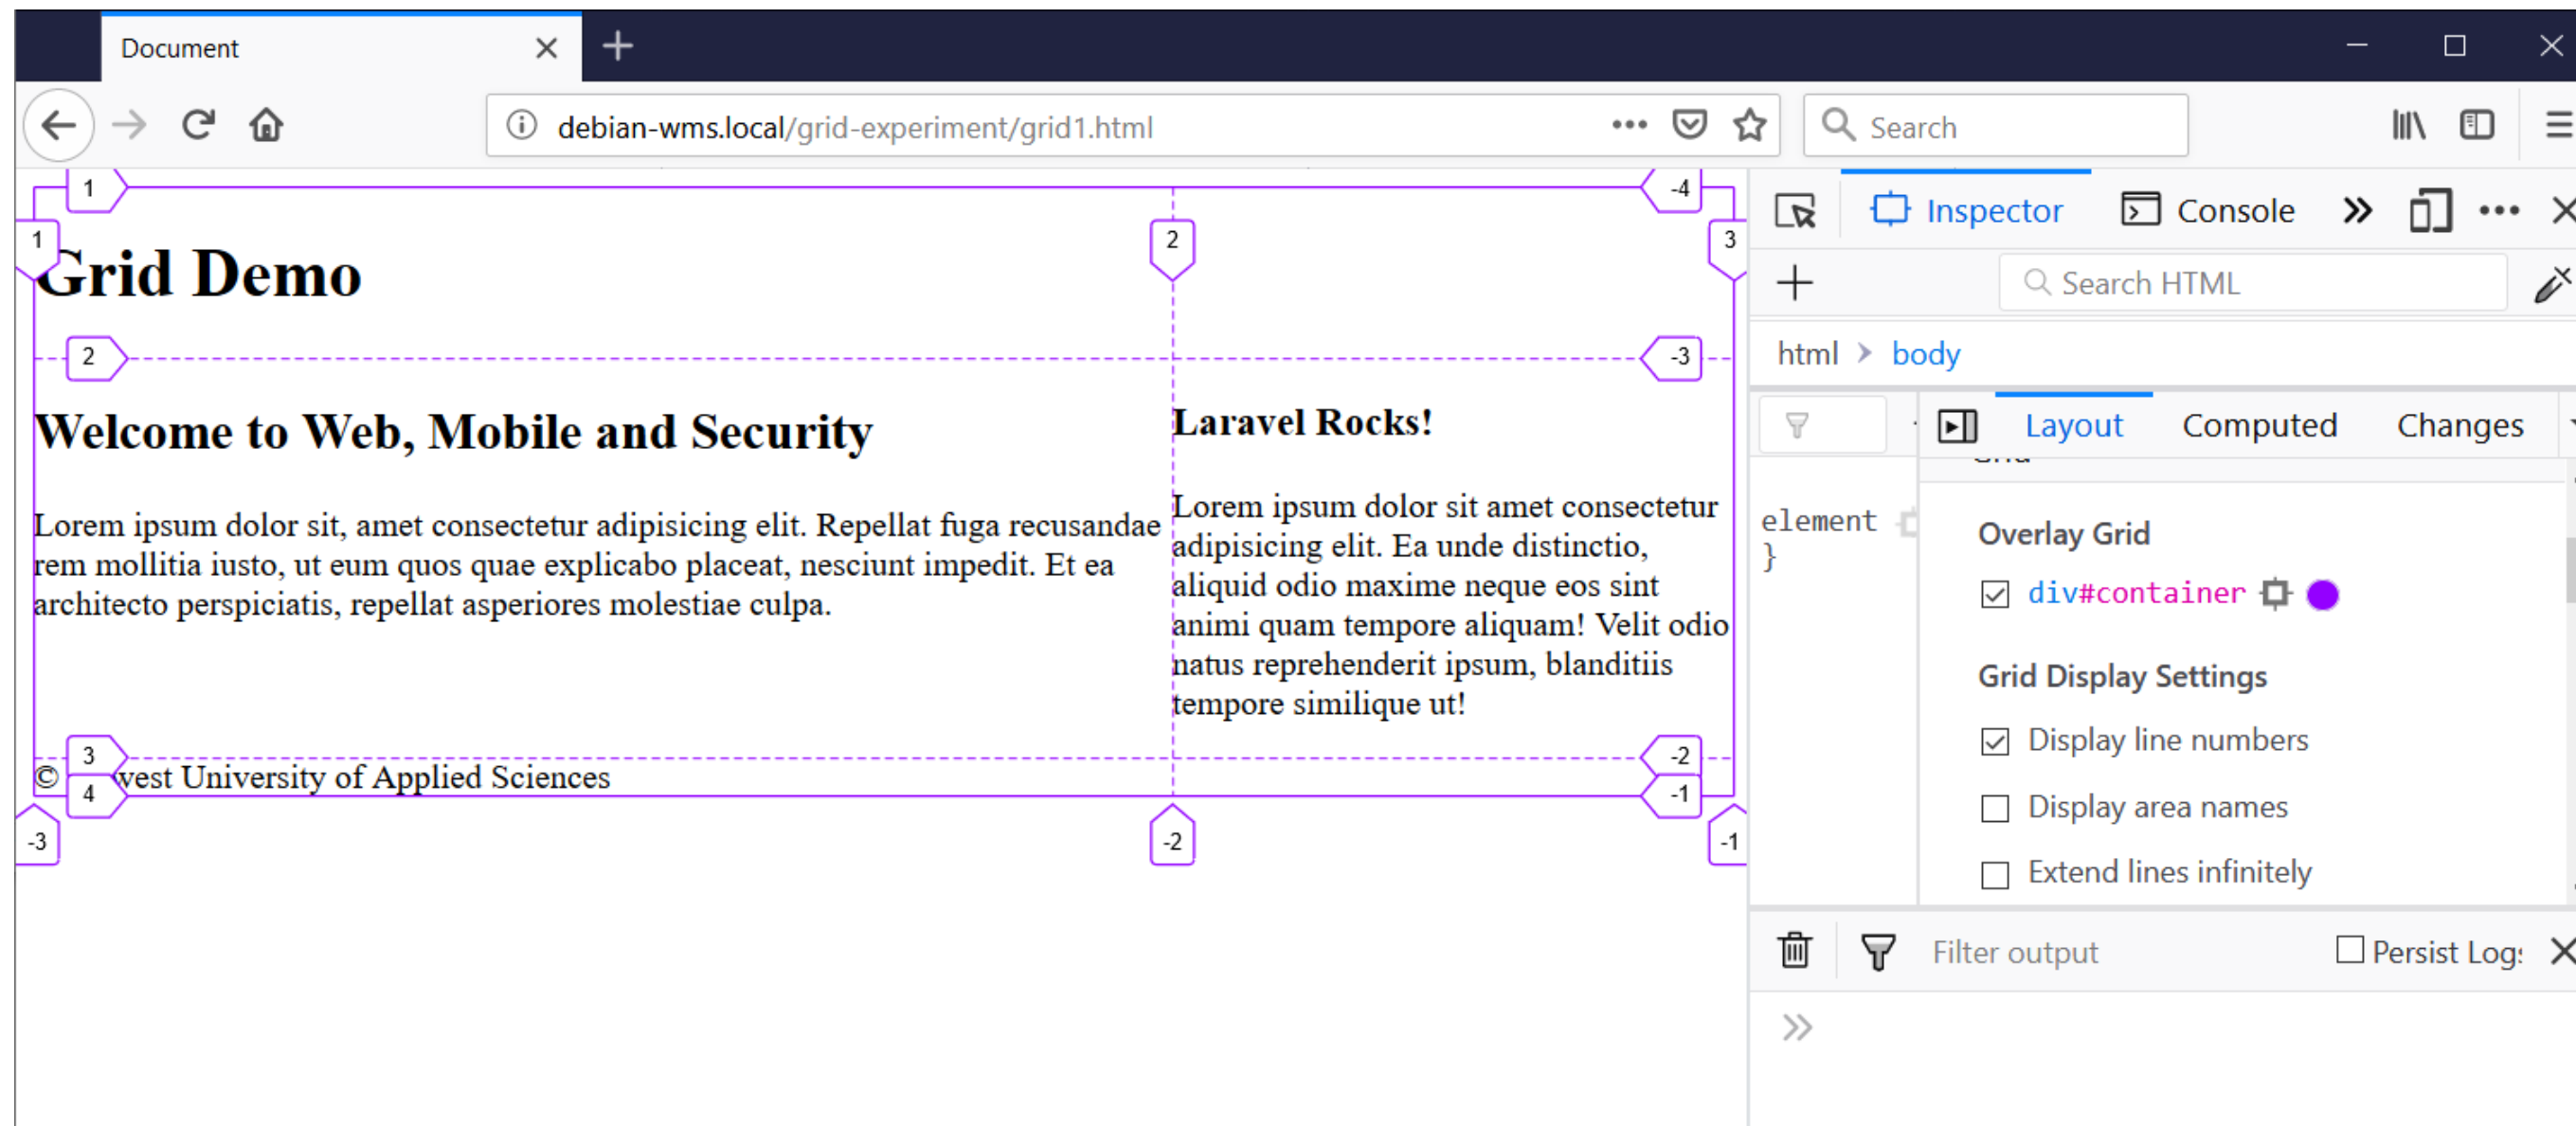 Document
debian-wms.local/grid-experiment/grid1.html
Search
1
-4
1
2
3
Grid Demo
2
-3
Welcome to Web, Mobile and Security
Lorem ipsum dolor sit, amet consectetur adipisicing elit. Repellat fuga recusandae
rem mollitia iusto, ut eum quos quae explicabo placeat, nesciunt impedit. Et ea
architecto perspiciatis, repellat asperiores molestiae culpa.
Laravel Rocks!
Lorem ipsum dolor sit amet consectetur
adipisicing elit. Ea unde distinctio,
aliquid odio maxime neque eos sint
animi quam tempore aliquam! Velit odio
natus reprehenderit ipsum, blanditiis
tempore similique ut!
3
-2
© University of Applied Sciences
4
-1
-3
-2
-1
Inspector
Console
Search HTML
html
body
Layout
Computed
Changes
element
}
Overlay Grid
div#container
Grid Display Settings
Display line numbers
Display area names
Extend lines infinitely
Filter output
Persist